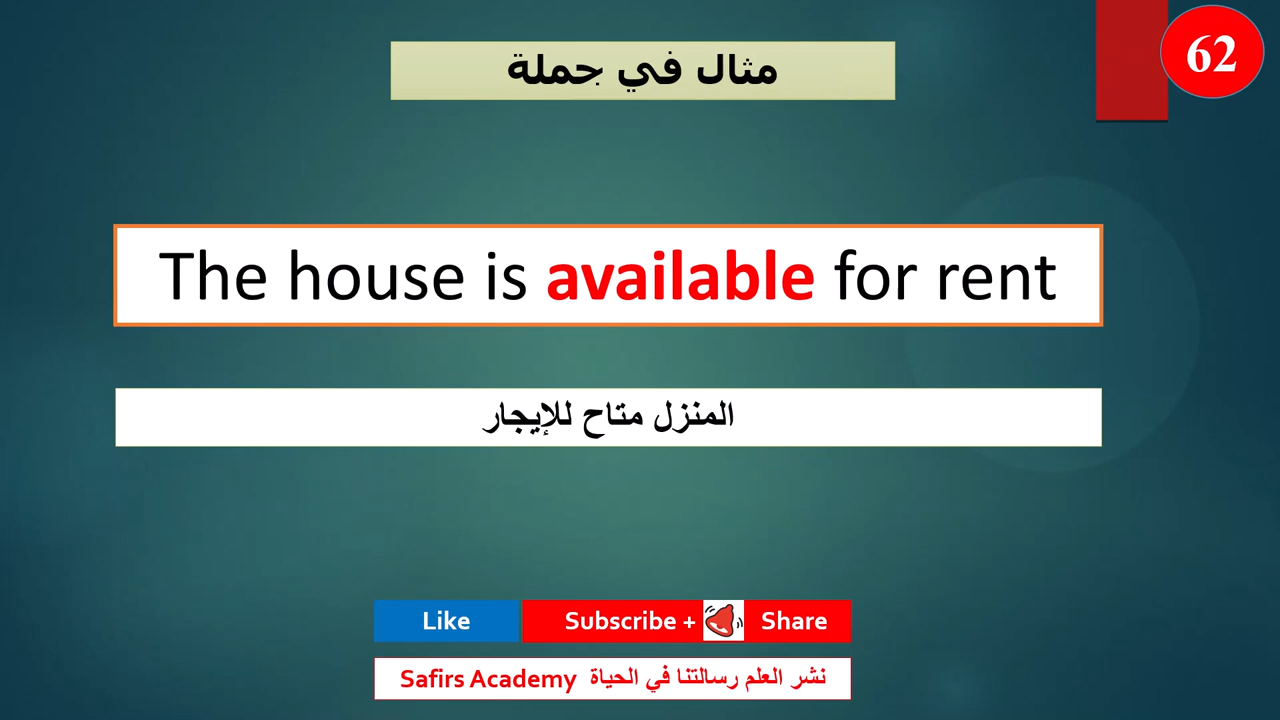 62
مثال في جملة
The house is available for rent
المنزل متاح للإيجار
Like Subscribe + Share
Safirs Academy نشر العلم رسالتنا في الحياة